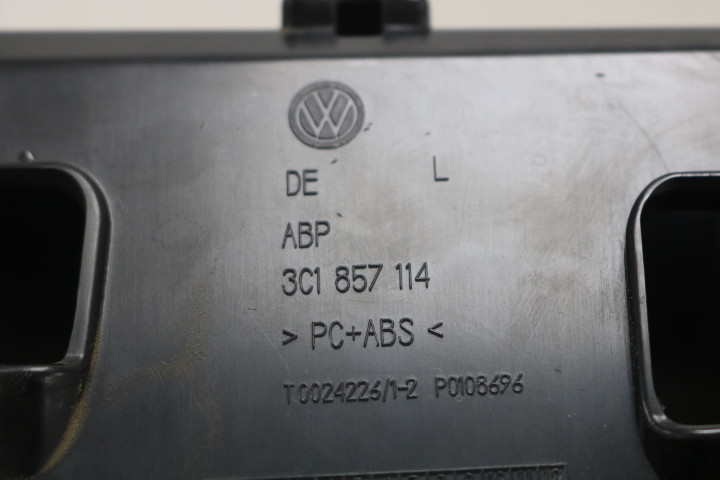 DE L
ABP
3C1 857 114
> PC+ABS <
T0024226/1-2 P0108696